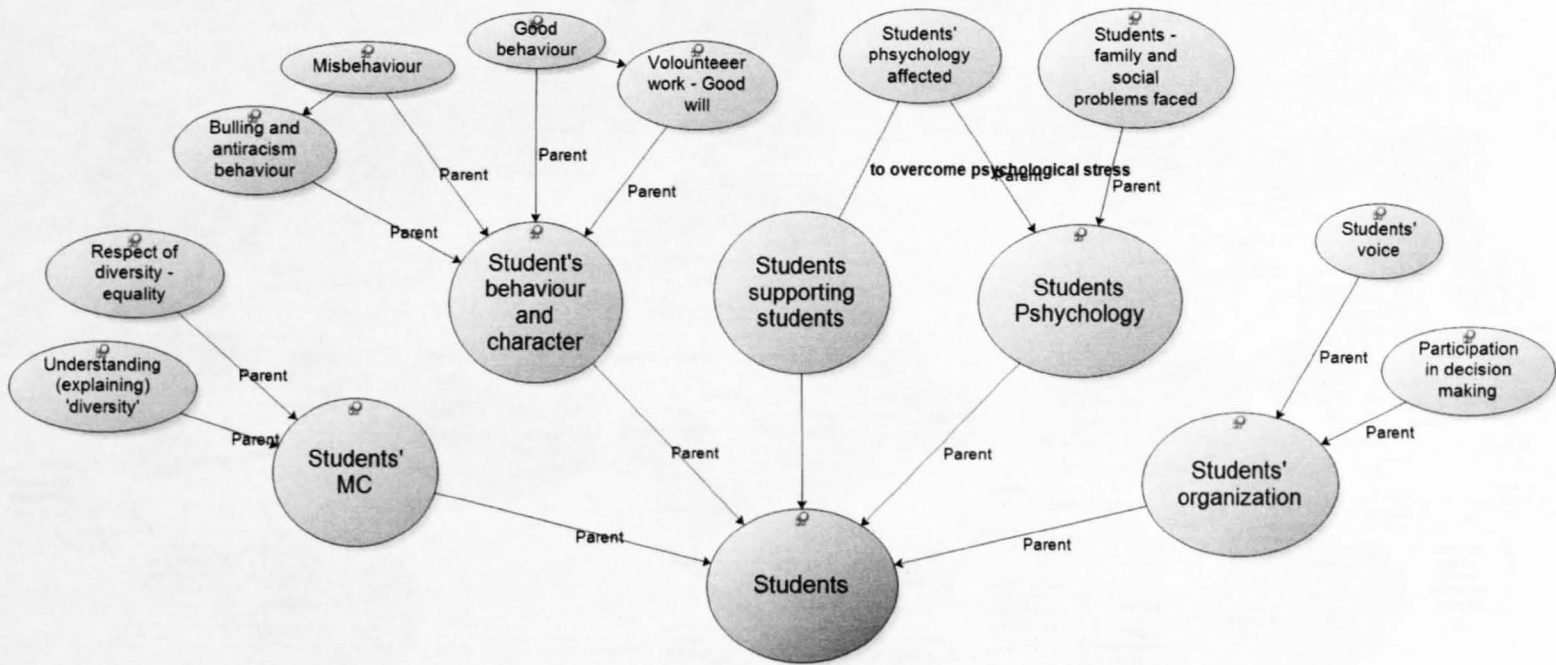 Good
behaviour
Misbehaviour
Volounteeer
work - Good
will
Students'
phsychology
affected
Students -
family and
social
problems faced
Bulling and
antiracism
behaviour
Parent
Parent
Parent
Parent
to overcome psychological stress
Parent
Parent
Respect of
diversity -
equality
Student's
behaviour
and
character
Students
supporting
students
Students
Pshychology
Students'
voice
Understanding
(explaining)
'diversity'
Parent
Parent
Parent
Participation
in decision
making
Parent
Students'
MC
Parent
Parent
Students'
organization
Parent
Parent
Students